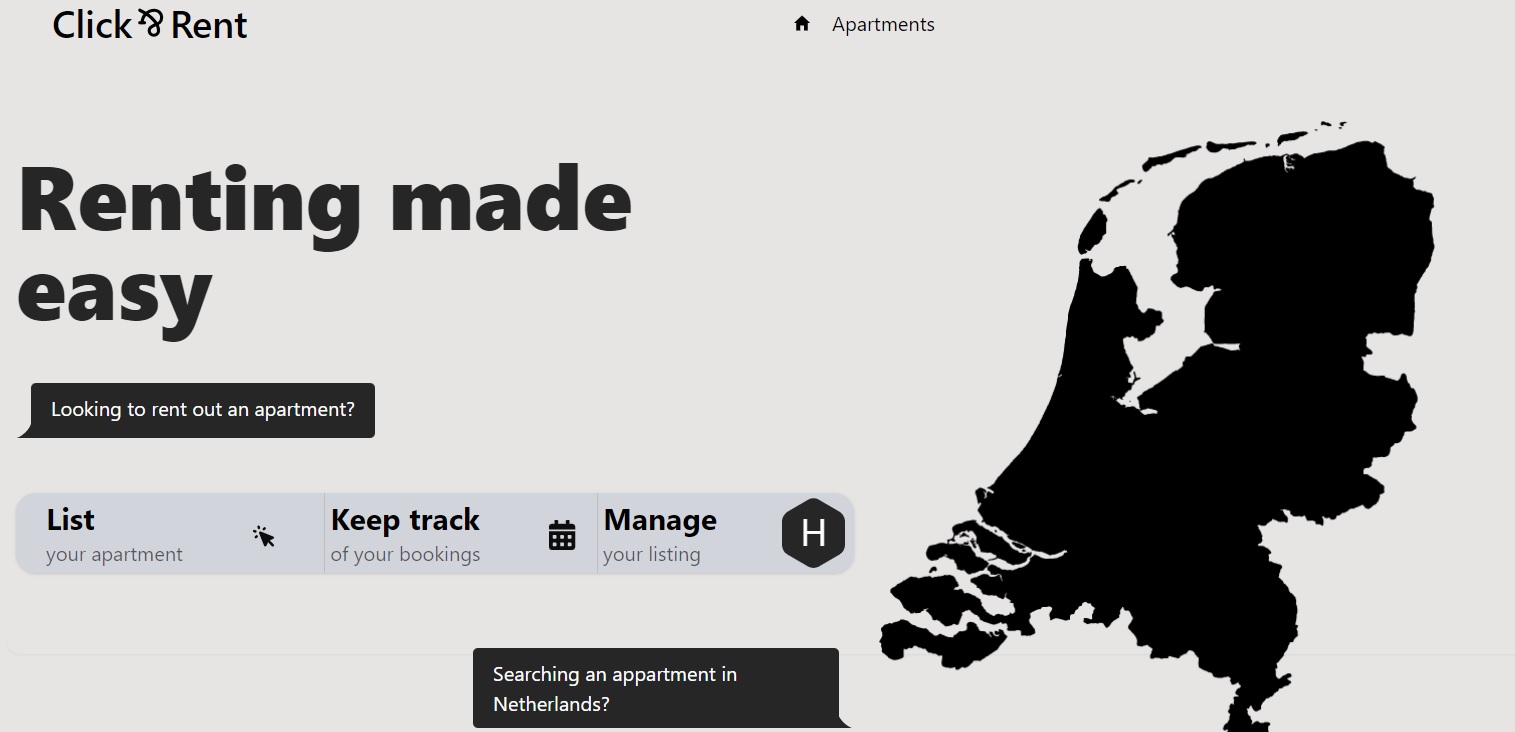 Click Rent
Apartments
Renting made
easy
Looking to rent out an apartment?
List
your apartment
Keep track
of your bookings
Manage
your listing
H
Searching an appartment in
Netherlands?